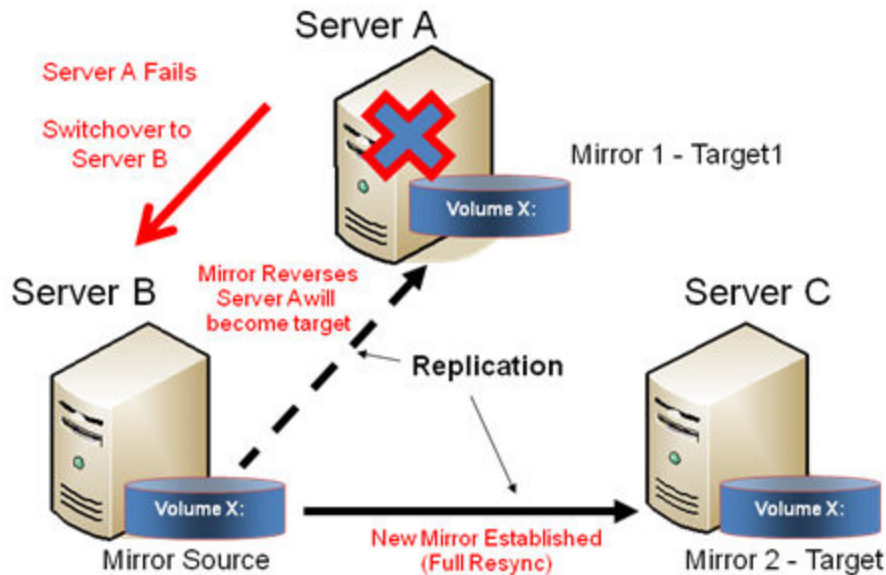 Server A
Server A Fails
Switchover to
Server B
Mirror 1 - Target1
Volume X:
Mirror Reverses
Server Awill
become target
Server B
Server C
Replication
Volume X:
Volume X:
Mirror Source
New Mirror Established
(Full Resync)
Mirror 2 - Target